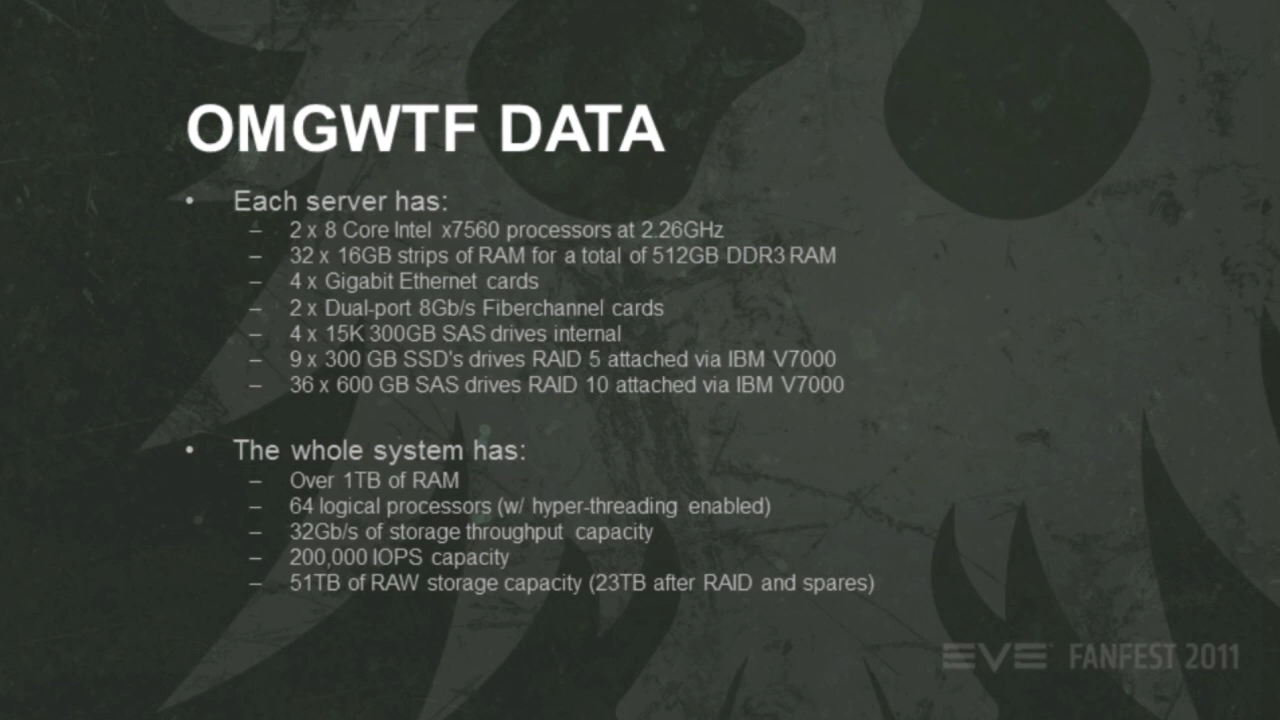 OMGWTF DATA
• Each server has:
– 2 x 8 Core Intel x7560 processors at 2.26GHz
– 32 x 16GB strips of RAM for a total of 512GB DDR3 RAM
– 4 x Gigabit Ethernet cards
– 2 x Dual-port 8Gb/s Fiberchannel cards
– 4 x 15K 300GB SAS drives internal
– 9 x 300 GB SSD's drives RAID 5 attached via IBM V7000
– 36 x 600 GB SAS drives RAID 10 attached via IBM V7000
• The whole system has:
– Over 1TB of RAM
– 64 logical processors (w/ hyper-threading enabled)
– 32Gb/s of storage throughput capacity
– 200,000 IOPS capacity
– 51TB of RAW storage capacity (23TB after RAID and spares)
EVE FANFEST 2011